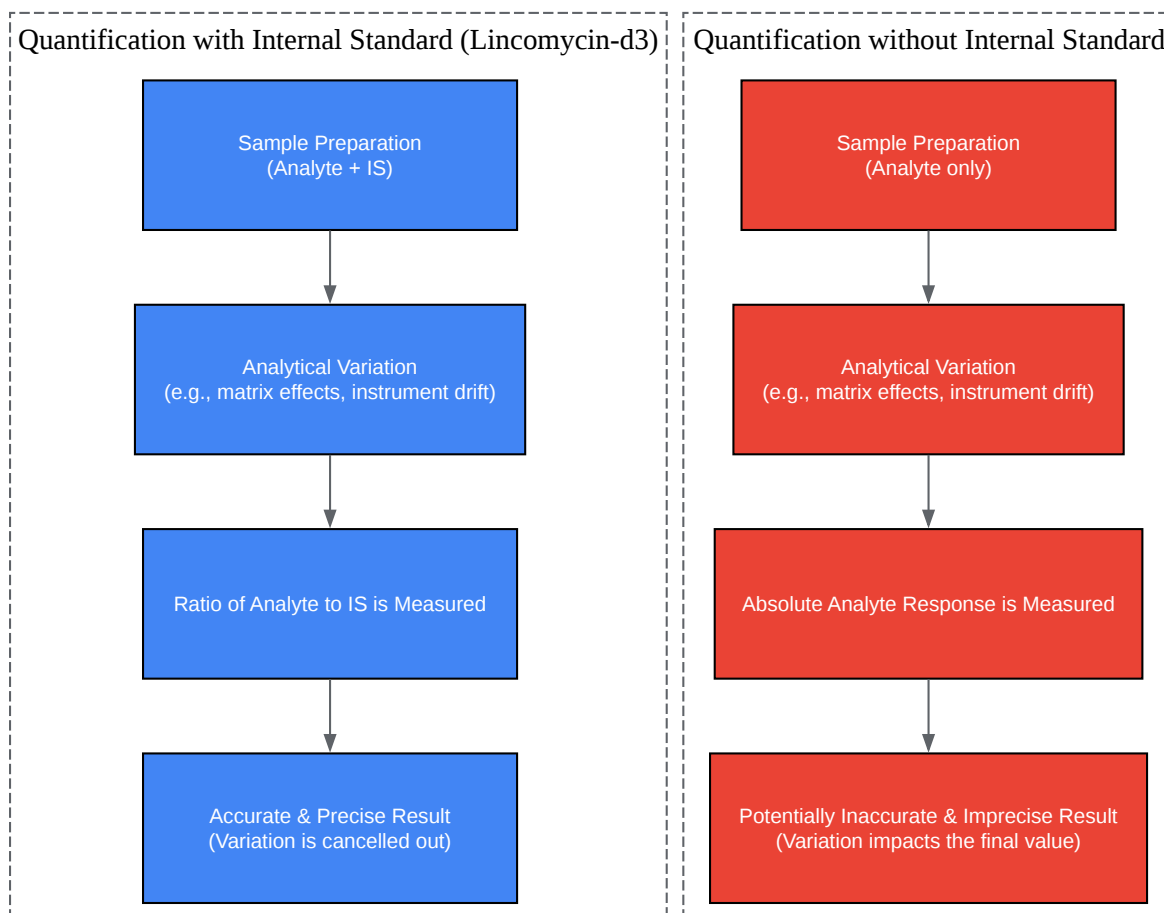 Quantification with Internal Standard (Lincomycin-d3)
Sample Preparation
(Analyte + IS)
Analytical Variation
(e.g., matrix effects, instrument drift)
Ratio of Analyte to IS is Measured
Accurate & Precise Result
(Variation is cancelled out)
Quantification without Internal Standard
Sample Preparation
(Analyte only)
Analytical Variation
(e.g., matrix effects, instrument drift)
Absolute Analyte Response is Measured
Potentially Inaccurate & Imprecise Result
(Variation impacts the final value)